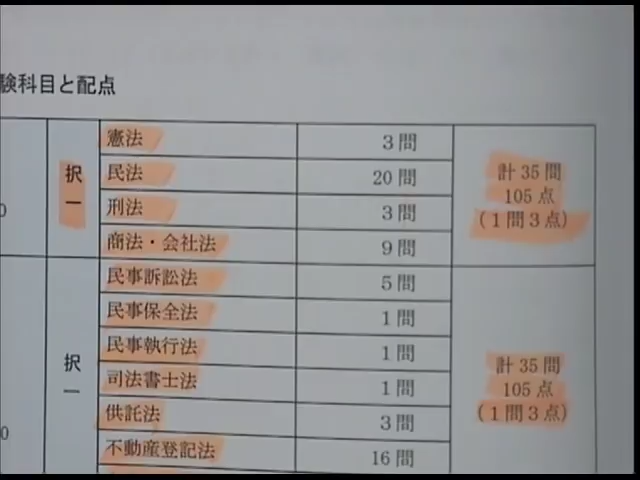 験科目と配点
択一
憲法 3問
民法 20問
刑法 3問
商法・会社法 9問
計35問
105点
(1問3点)
択一
民事訴訟法 5問
民事保全法 1問
民事執行法 1問
司法書士法 1問
供託法 3問
不動産登記法 16問
計35問
105点
(1問3点)
0
0